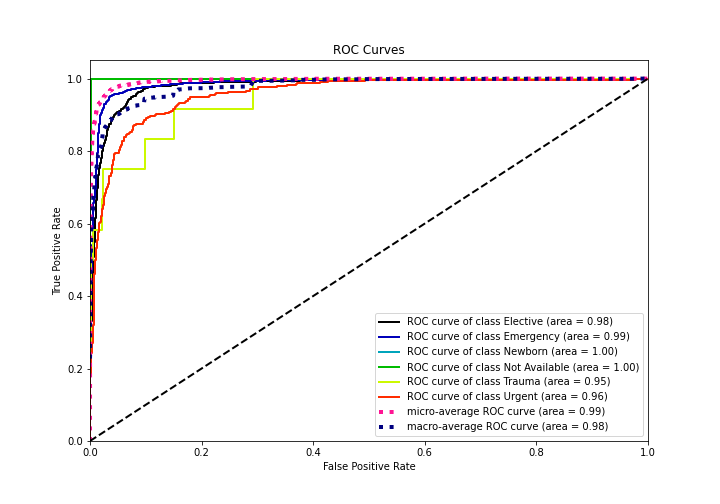 ROC Curves
True Positive Rate
1.0
0.8
0.6
0.4
0.2
0.0
ROC curve of class Elective (area = 0.98)
ROC curve of class Emergency (area = 0.99)
ROC curve of class Newborn (area = 1.00)
ROC curve of class Not Available (area = 1.00)
ROC curve of class Trauma (area = 0.95)
ROC curve of class Urgent (area = 0.96)
micro-average ROC curve (area = 0.99)
macro-average ROC curve (area = 0.98)
0.0 0.2 0.4 0.6 0.8 1.0
False Positive Rate